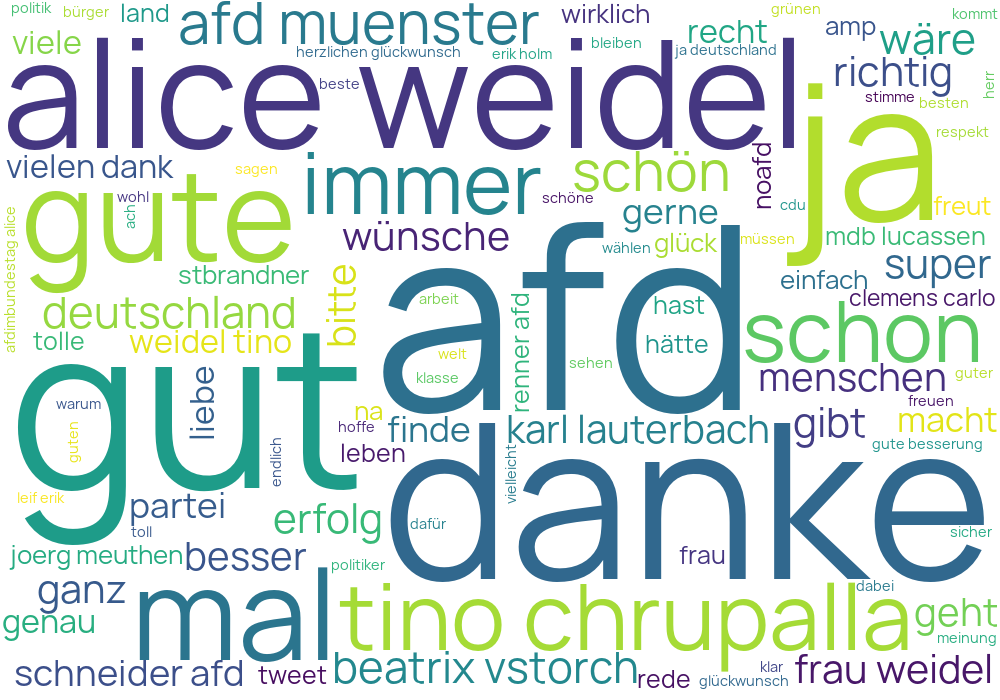 politik
bürger
land
afd muenster
wirklich
recht
grünen
amp
kommt
viele
herzlichen glückwunsch
erik holm
bleiben
ja deutschland
wäre
alice weidel
beste
richtig
herr
stimme
besten
ja
respekt
vielen dank
sagen
immer
schön
noafd
gute
wohl
ach
schöne
cdu
gerne
freut
wünsche
wählen
glück
müssen
mdb lucassen
afdimbundestag alice
stbrandner
bitte
afd
super
einfach
clemens carlo
deutschland
arbeit
renner afd
hast
schon
tolle
weidel tino
hätte
welt
sehen
klasse
menschen
guter
gut
liebe
warum
na
freuen
guten
hoffe
finde
karl lauterbach
gibt
macht
gute besserung
endlich
leben
vielleicht
danke
leif erik
partei
erfolg
dafür
toll
sicher
joerg meuthen
besser
politiker
frau
ganz
mal
tino chrupalla
dabei
geht
genau
meinung
schneider afd
tweet
beatrix vstorch
rede
klar
glückwunsch
frau weidel